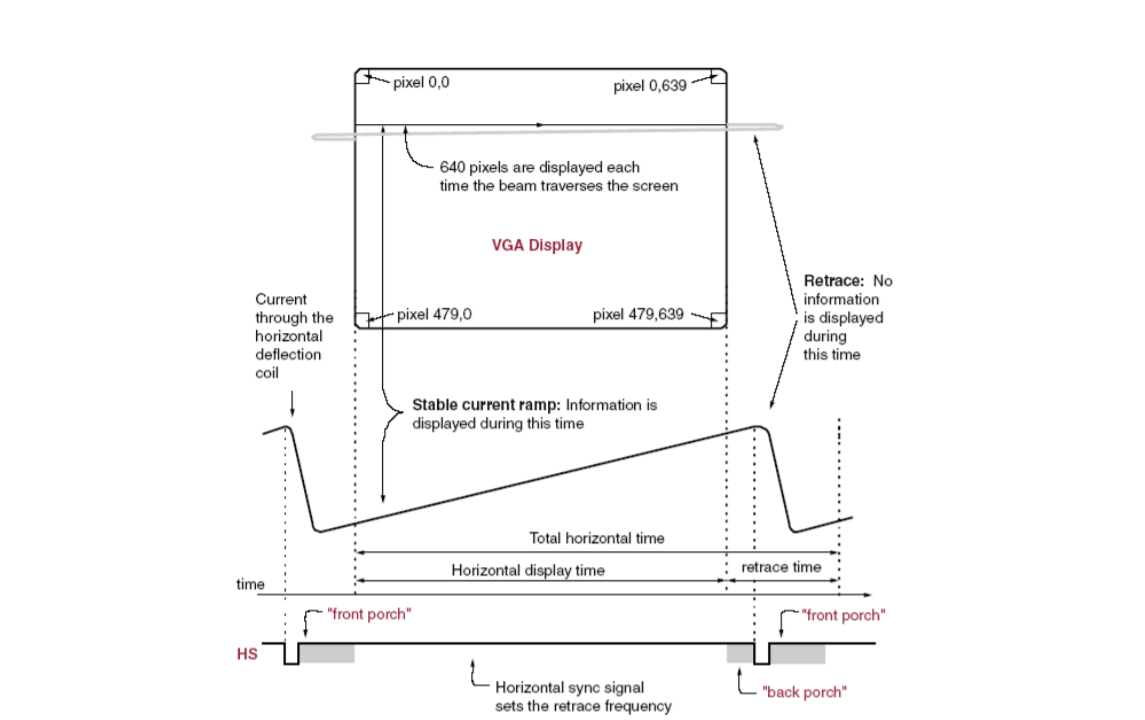 pixel 0,0
pixel 0,639
640 pixels are displayed each
time the beam traverses the screen
VGA Display
pixel 479,0
pixel 479,639
Current
through the
horizontal
deflection
coil
Retrace: No
information
is displayed
during
this time
Stable current ramp: Information is
displayed during this time
Total horizontal time
Horizontal display time
retrace time
time
"front porch"
"front porch"
HS
Horizontal sync signal
sets the retrace frequency
"back porch"